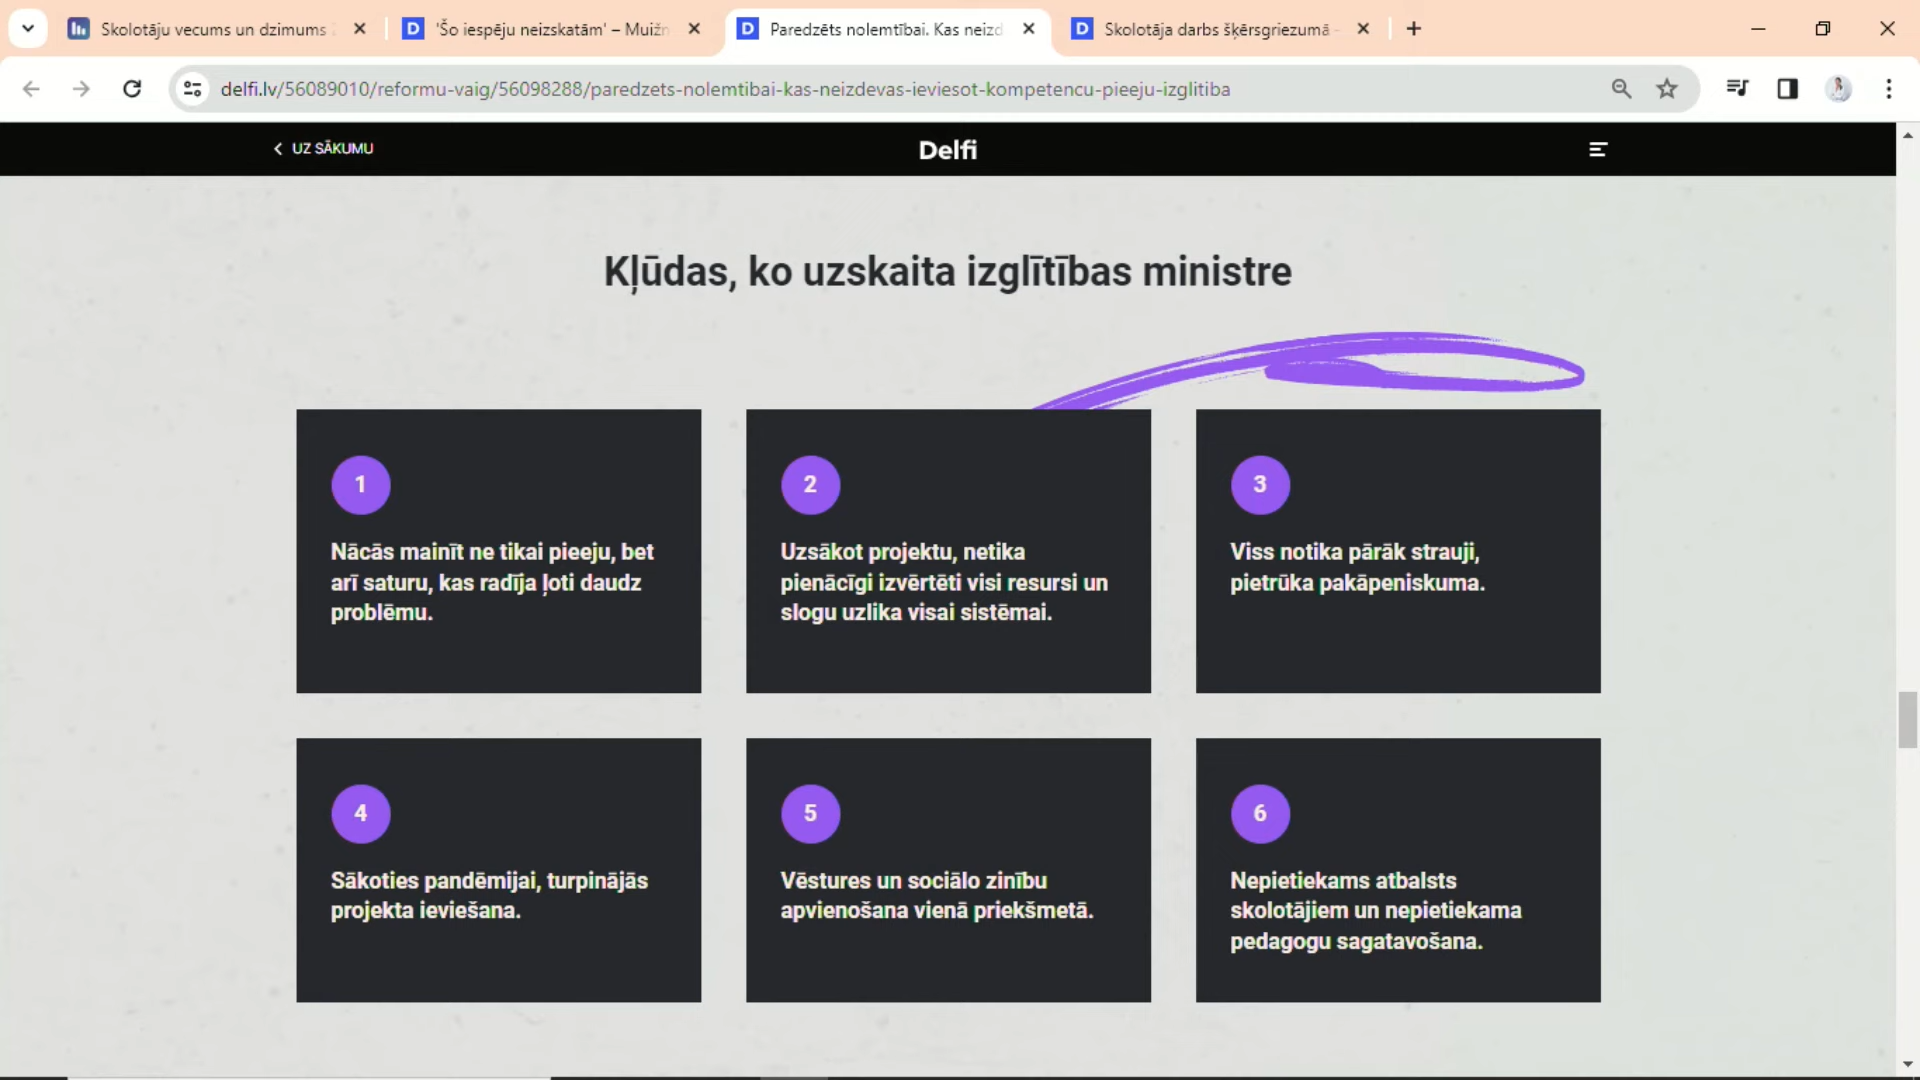 Skolotāju vecums un dzimums
'Šo iespēju neizskatām' – Muižn
Paredzēts nolemtībai. Kas neizd
Skolotāja darbs šķērsgriezumā -
delfi.lv/56089010/reformu-vaig/56098288/paredzets-nolemtibai-kas-neizdevas-ieviesot-kompetencu-pieeju-izglitiba
UZ SĀKUMU
Delfi
Kļūdas, ko uzskaita izglītības ministre
1
Nācās mainīt ne tikai pieeju, bet
arī saturu, kas radīja ļoti daudz
problēmu.
2
Uzsākot projektu, netika
pienācīgi izvērtēti visi resursi un
slogu uzlika visai sistēmai.
3
Viss notika pārāk strauji,
pietrūka pakāpeniskuma.
4
Sākoties pandēmijai, turpinājās
projekta ieviešana.
5
Vēstures un sociālo zinību
apvienošana vienā priekšmetā.
6
Nepietiekams atbalsts
skolotājiem un nepietiekama
pedagogu sagatavošana.